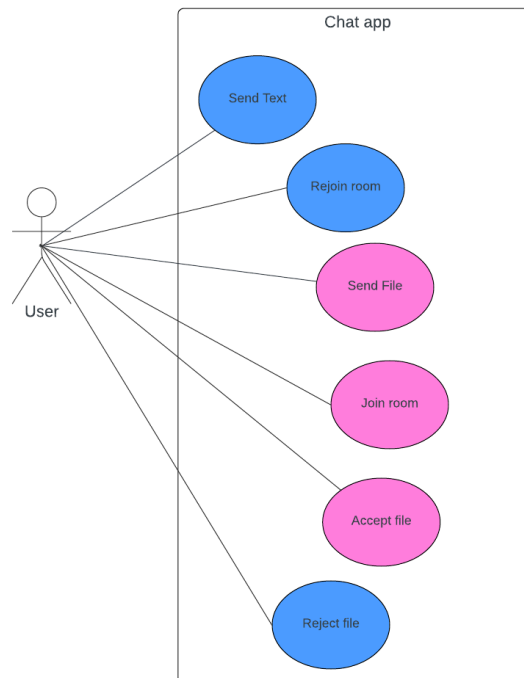 Chat app
Send Text
Rejoin room
Send File
User
Join room
Accept file
Reject file